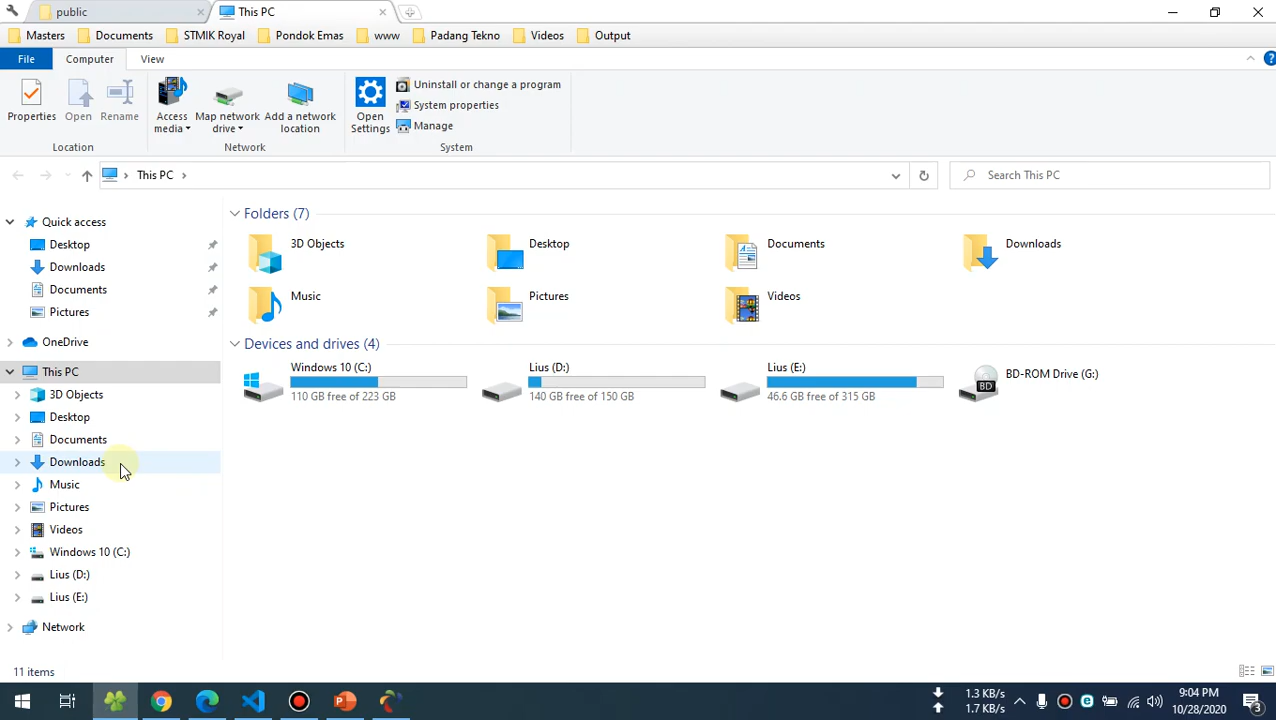 public
This PC
Masters Documents STMIK Royal Pondok Emas www Padang Tekno Videos Output
File Computer View
Properties Open Rename
Access media
Map network drive
Add a network location
Open Settings
Uninstall or change a program
System properties
Manage
Location Network System
This PC
Search This PC
Quick access
Desktop
Downloads
Documents
Pictures
OneDrive
This PC
3D Objects
Desktop
Documents
Downloads
Music
Pictures
Videos
Windows 10 (C:)
Lius (D:)
Lius (E:)
Network
Folders (7)
3D Objects Desktop Documents Downloads
Music Pictures Videos
Devices and drives (4)
Windows 10 (C:)
110 GB free of 223 GB
Lius (D:)
140 GB free of 150 GB
Lius (E:)
46.6 GB free of 315 GB
BD-ROM Drive (G:)
BD
11 items
1.3 KB/s
1.7 KB/s
9:04 PM
10/28/2020
3